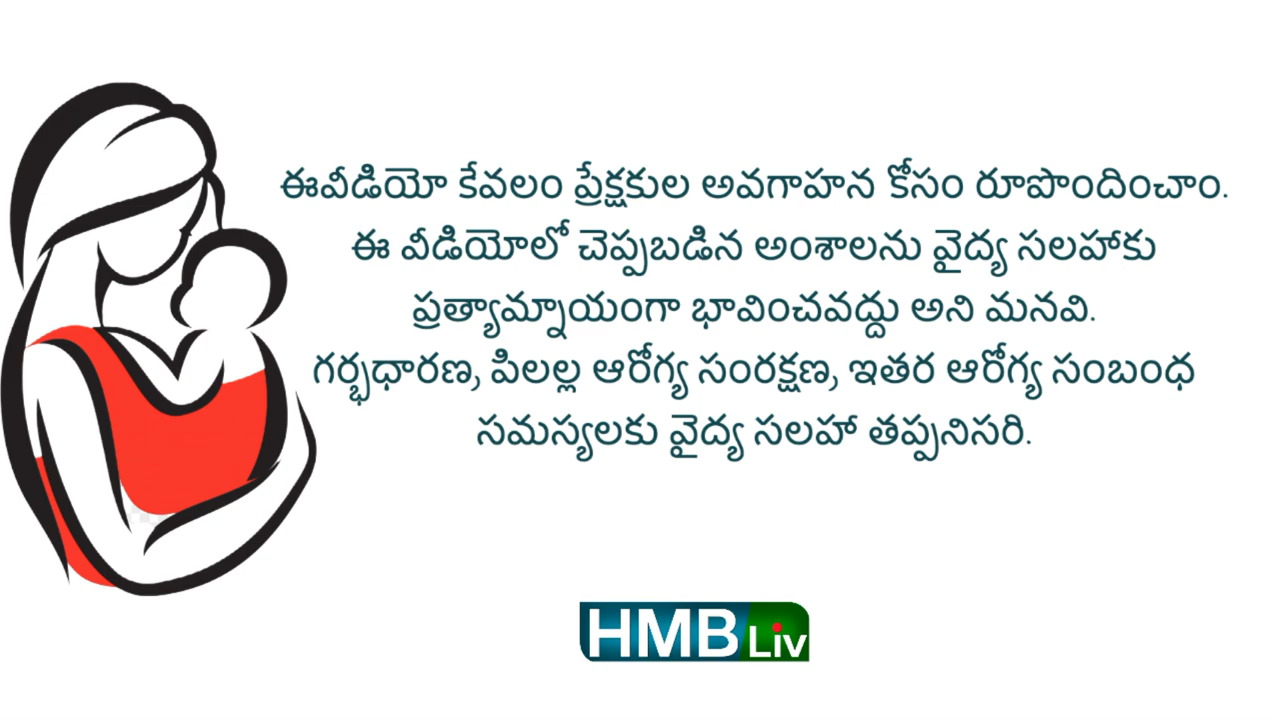 ఈవీడియో కేవలం ప్రేక్షకుల అవగాహన కోసం రూపొందించాం.
ఈ వీడియోలో చెప్పబడిన అంశాలను వైద్య సలహాకు
ప్రత్యామ్నాయంగా భావించవద్దు అని మనవి.
గర్భధారణ, పిలల్ల ఆరోగ్య సంరక్షణ, ఇతర ఆరోగ్య సంబంధ
సమస్యలకు వైద్య సలహా తప్పనిసరి.
HMB Liv